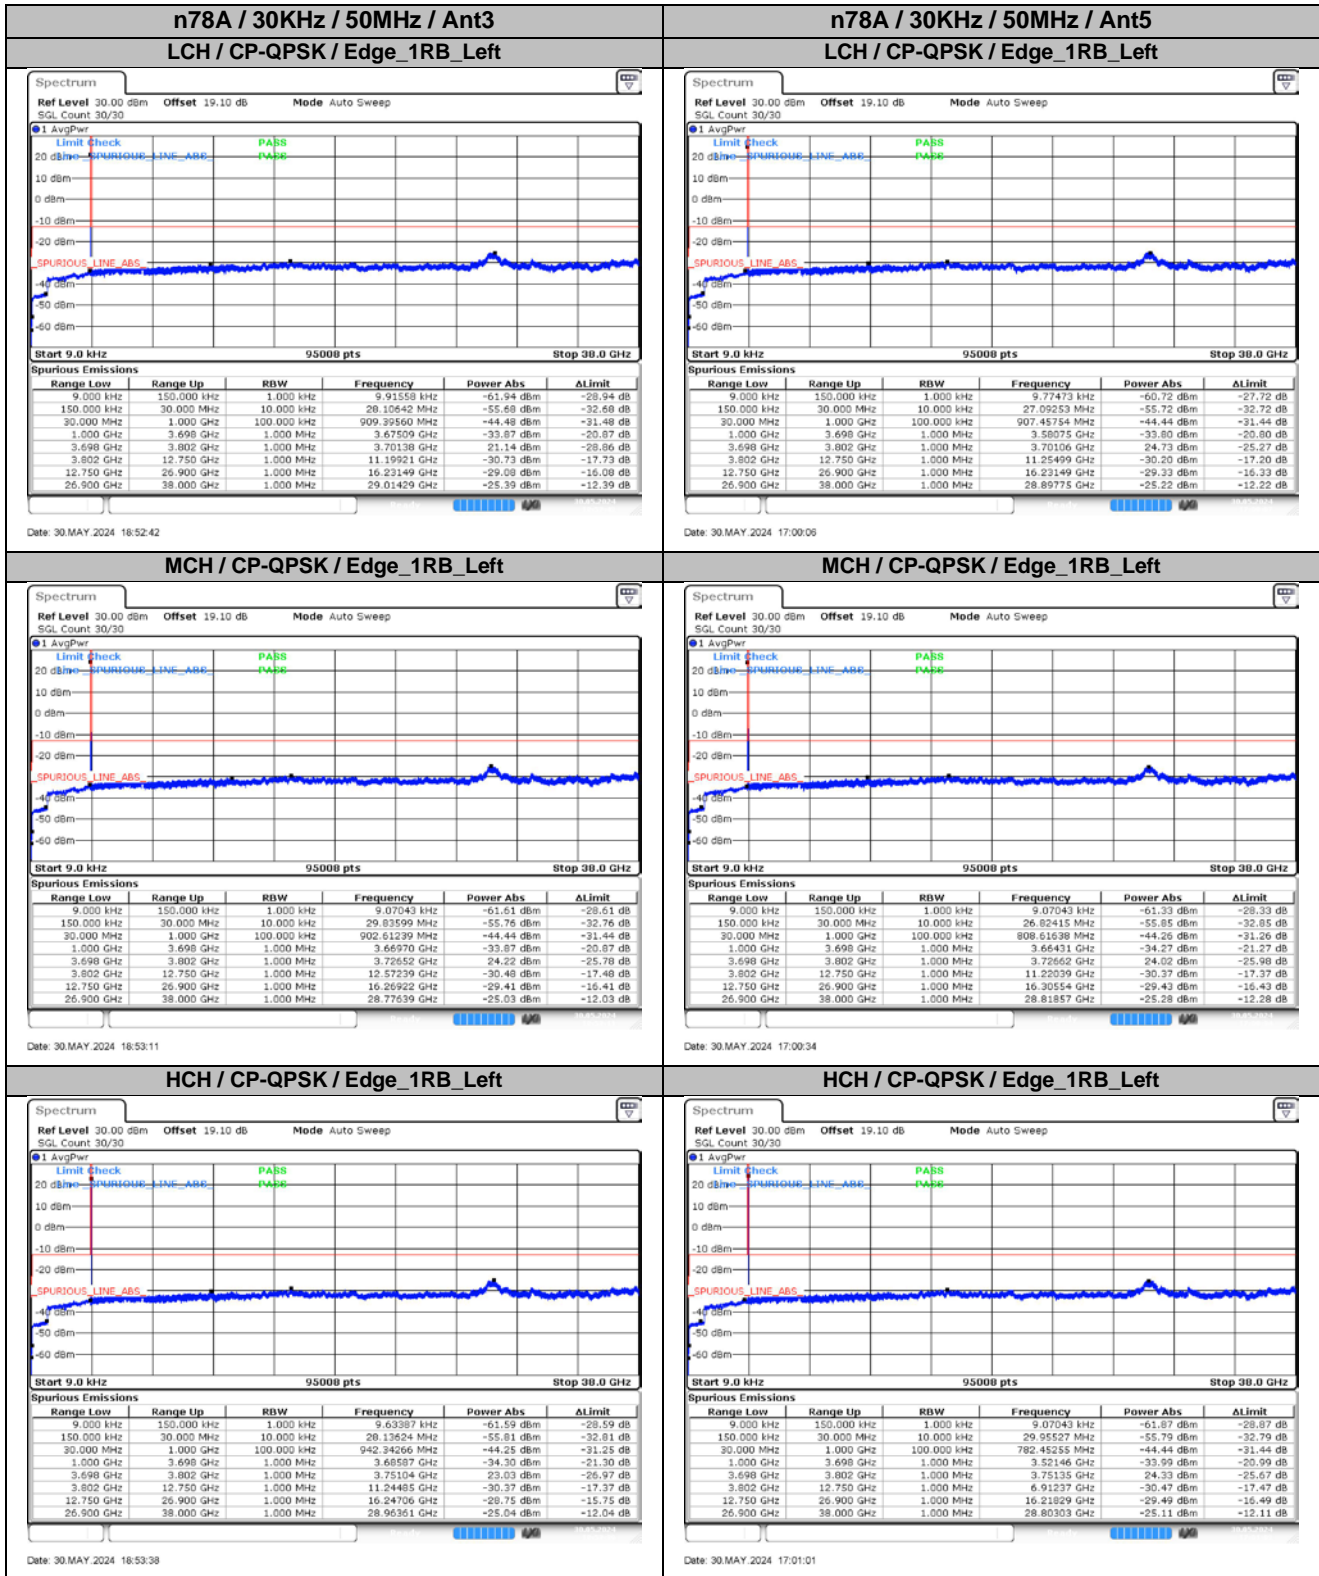 n78A / 30KHz / 50MHz / Ant3
n78A / 30KHz / 50MHz / Ant5
LCH / CP-QPSK / Edge_1RB_Left
LCH / CP-QPSK / Edge_1RB_Left
Spectrum
Ref Level 30.00 dBm Offset 19.10 dB Mode Auto Sweep
SGL Count 30/30
1 AvgPwr
Limit Check PASS
Line _SPURIOUS_LINE_ABS_ PASS
20 dBm
10 dBm
0 dBm
-10 dBm
-20 dBm
_SPURIOUS_LINE_ABS_
-40 dBm
-50 dBm
-60 dBm
Start 9.0 kHz 95008 pts Stop 38.0 GHz
Spurious Emissions
Range Low Range Up RBW Frequency Power Abs ΔLimit
9.000 kHz 150.000 kHz 1.000 kHz 9.91558 kHz -61.94 dBm -28.94 dB
150.000 kHz 30.000 MHz 10.000 kHz 28.10642 MHz -55.68 dBm -32.68 dB
30.000 MHz 1.000 GHz 100.000 kHz 909.39560 MHz -44.48 dBm -31.48 dB
1.000 GHz 3.698 GHz 1.000 MHz 3.67509 GHz -33.87 dBm -20.87 dB
3.698 GHz 3.802 GHz 1.000 MHz 3.70138 GHz 21.14 dBm -28.86 dB
3.802 GHz 12.750 GHz 1.000 MHz 11.19921 GHz -30.73 dBm -17.73 dB
12.750 GHz 26.900 GHz 1.000 MHz 16.23149 GHz -29.08 dBm -16.08 dB
26.900 GHz 38.000 GHz 1.000 MHz 29.01429 GHz -25.39 dBm -12.39 dB
Date: 30.MAY.2024 18:52:42
Spectrum
Ref Level 30.00 dBm Offset 19.10 dB Mode Auto Sweep
SGL Count 30/30
1 AvgPwr
Limit Check PASS
Line _SPURIOUS_LINE_ABS_ PASS
20 dBm
10 dBm
0 dBm
-10 dBm
-20 dBm
_SPURIOUS_LINE_ABS_
-40 dBm
-50 dBm
-60 dBm
Start 9.0 kHz 95008 pts Stop 38.0 GHz
Spurious Emissions
Range Low Range Up RBW Frequency Power Abs ΔLimit
9.000 kHz 150.000 kHz 1.000 kHz 9.77473 kHz -60.72 dBm -27.72 dB
150.000 kHz 30.000 MHz 10.000 kHz 27.09253 MHz -55.72 dBm -32.72 dB
30.000 MHz 1.000 GHz 100.000 kHz 907.45754 MHz -44.44 dBm -31.44 dB
1.000 GHz 3.698 GHz 1.000 MHz 3.58075 GHz -33.80 dBm -20.80 dB
3.698 GHz 3.802 GHz 1.000 MHz 3.70106 GHz 24.73 dBm -25.27 dB
3.802 GHz 12.750 GHz 1.000 MHz 11.25499 GHz -30.20 dBm -17.20 dB
12.750 GHz 26.900 GHz 1.000 MHz 16.23149 GHz -29.33 dBm -16.33 dB
26.900 GHz 38.000 GHz 1.000 MHz 28.89775 GHz -25.22 dBm -12.22 dB
Date: 30.MAY.2024 17:00:06
MCH / CP-QPSK / Edge_1RB_Left
MCH / CP-QPSK / Edge_1RB_Left
Spectrum
Ref Level 30.00 dBm Offset 19.10 dB Mode Auto Sweep
SGL Count 30/30
1 AvgPwr
Limit Check PASS
Line _SPURIOUS_LINE_ABS_ PASS
20 dBm
10 dBm
0 dBm
-10 dBm
-20 dBm
_SPURIOUS_LINE_ABS_
-40 dBm
-50 dBm
-60 dBm
Start 9.0 kHz 95008 pts Stop 38.0 GHz
Spurious Emissions
Range Low Range Up RBW Frequency Power Abs ΔLimit
9.000 kHz 150.000 kHz 1.000 kHz 9.07043 kHz -61.61 dBm -28.61 dB
150.000 kHz 30.000 MHz 10.000 kHz 29.83599 MHz -55.76 dBm -32.76 dB
30.000 MHz 1.000 GHz 100.000 kHz 902.61239 MHz -44.44 dBm -31.44 dB
1.000 GHz 3.698 GHz 1.000 MHz 3.66970 GHz -33.87 dBm -20.87 dB
3.698 GHz 3.802 GHz 1.000 MHz 3.72652 GHz 24.22 dBm -25.78 dB
3.802 GHz 12.750 GHz 1.000 MHz 12.57239 GHz -30.48 dBm -17.48 dB
12.750 GHz 26.900 GHz 1.000 MHz 16.26922 GHz -29.41 dBm -16.41 dB
26.900 GHz 38.000 GHz 1.000 MHz 28.77639 GHz -25.03 dBm -12.03 dB
Date: 30.MAY.2024 18:53:11
Spectrum
Ref Level 30.00 dBm Offset 19.10 dB Mode Auto Sweep
SGL Count 30/30
1 AvgPwr
Limit Check PASS
Line _SPURIOUS_LINE_ABS_ PASS
20 dBm
10 dBm
0 dBm
-10 dBm
-20 dBm
_SPURIOUS_LINE_ABS_
-40 dBm
-50 dBm
-60 dBm
Start 9.0 kHz 95008 pts Stop 38.0 GHz
Spurious Emissions
Range Low Range Up RBW Frequency Power Abs ΔLimit
9.000 kHz 150.000 kHz 1.000 kHz 9.07043 kHz -61.33 dBm -28.33 dB
150.000 kHz 30.000 MHz 10.000 kHz 26.82415 MHz -55.85 dBm -32.85 dB
30.000 MHz 1.000 GHz 100.000 kHz 808.61638 MHz -44.26 dBm -31.26 dB
1.000 GHz 3.698 GHz 1.000 MHz 3.66431 GHz -34.27 dBm -21.27 dB
3.698 GHz 3.802 GHz 1.000 MHz 3.72662 GHz 24.02 dBm -25.98 dB
3.802 GHz 12.750 GHz 1.000 MHz 11.22039 GHz -30.37 dBm -17.37 dB
12.750 GHz 26.900 GHz 1.000 MHz 16.30554 GHz -29.43 dBm -16.43 dB
26.900 GHz 38.000 GHz 1.000 MHz 28.81857 GHz -25.28 dBm -12.28 dB
Date: 30.MAY.2024 17:00:34
HCH / CP-QPSK / Edge_1RB_Left
HCH / CP-QPSK / Edge_1RB_Left
Spectrum
Ref Level 30.00 dBm Offset 19.10 dB Mode Auto Sweep
SGL Count 30/30
1 AvgPwr
Limit Check PASS
Line _SPURIOUS_LINE_ABS_ PASS
20 dBm
10 dBm
0 dBm
-10 dBm
-20 dBm
_SPURIOUS_LINE_ABS_
-40 dBm
-50 dBm
-60 dBm
Start 9.0 kHz 95008 pts Stop 38.0 GHz
Spurious Emissions
Range Low Range Up RBW Frequency Power Abs ΔLimit
9.000 kHz 150.000 kHz 1.000 kHz 9.63387 kHz -61.59 dBm -28.59 dB
150.000 kHz 30.000 MHz 10.000 kHz 28.13624 MHz -55.81 dBm -32.81 dB
30.000 MHz 1.000 GHz 100.000 kHz 942.34266 MHz -44.25 dBm -31.25 dB
1.000 GHz 3.698 GHz 1.000 MHz 3.68587 GHz -34.30 dBm -21.30 dB
3.698 GHz 3.802 GHz 1.000 MHz 3.75104 GHz 23.03 dBm -26.97 dB
3.802 GHz 12.750 GHz 1.000 MHz 11.24485 GHz -30.37 dBm -17.37 dB
12.750 GHz 26.900 GHz 1.000 MHz 16.24706 GHz -28.75 dBm -15.75 dB
26.900 GHz 38.000 GHz 1.000 MHz 28.96361 GHz -25.04 dBm -12.04 dB
Date: 30.MAY.2024 18:53:38
Spectrum
Ref Level 30.00 dBm Offset 19.10 dB Mode Auto Sweep
SGL Count 30/30
1 AvgPwr
Limit Check PASS
Line _SPURIOUS_LINE_ABS_ PASS
20 dBm
10 dBm
0 dBm
-10 dBm
-20 dBm
_SPURIOUS_LINE_ABS_
-40 dBm
-50 dBm
-60 dBm
Start 9.0 kHz 95008 pts Stop 38.0 GHz
Spurious Emissions
Range Low Range Up RBW Frequency Power Abs ΔLimit
9.000 kHz 150.000 kHz 1.000 kHz 9.07043 kHz -61.87 dBm -28.87 dB
150.000 kHz 30.000 MHz 10.000 kHz 29.95527 MHz -55.79 dBm -32.79 dB
30.000 MHz 1.000 GHz 100.000 kHz 782.45255 MHz -44.44 dBm -31.44 dB
1.000 GHz 3.698 GHz 1.000 MHz 3.52146 GHz -33.99 dBm -20.99 dB
3.698 GHz 3.802 GHz 1.000 MHz 3.75135 GHz 24.33 dBm -25.67 dB
3.802 GHz 12.750 GHz 1.000 MHz 6.91237 GHz -30.47 dBm -17.47 dB
12.750 GHz 26.900 GHz 1.000 MHz 16.21829 GHz -29.49 dBm -16.49 dB
26.900 GHz 38.000 GHz 1.000 MHz 28.80303 GHz -25.11 dBm -12.11 dB
Date: 30.MAY.2024 17:01:01